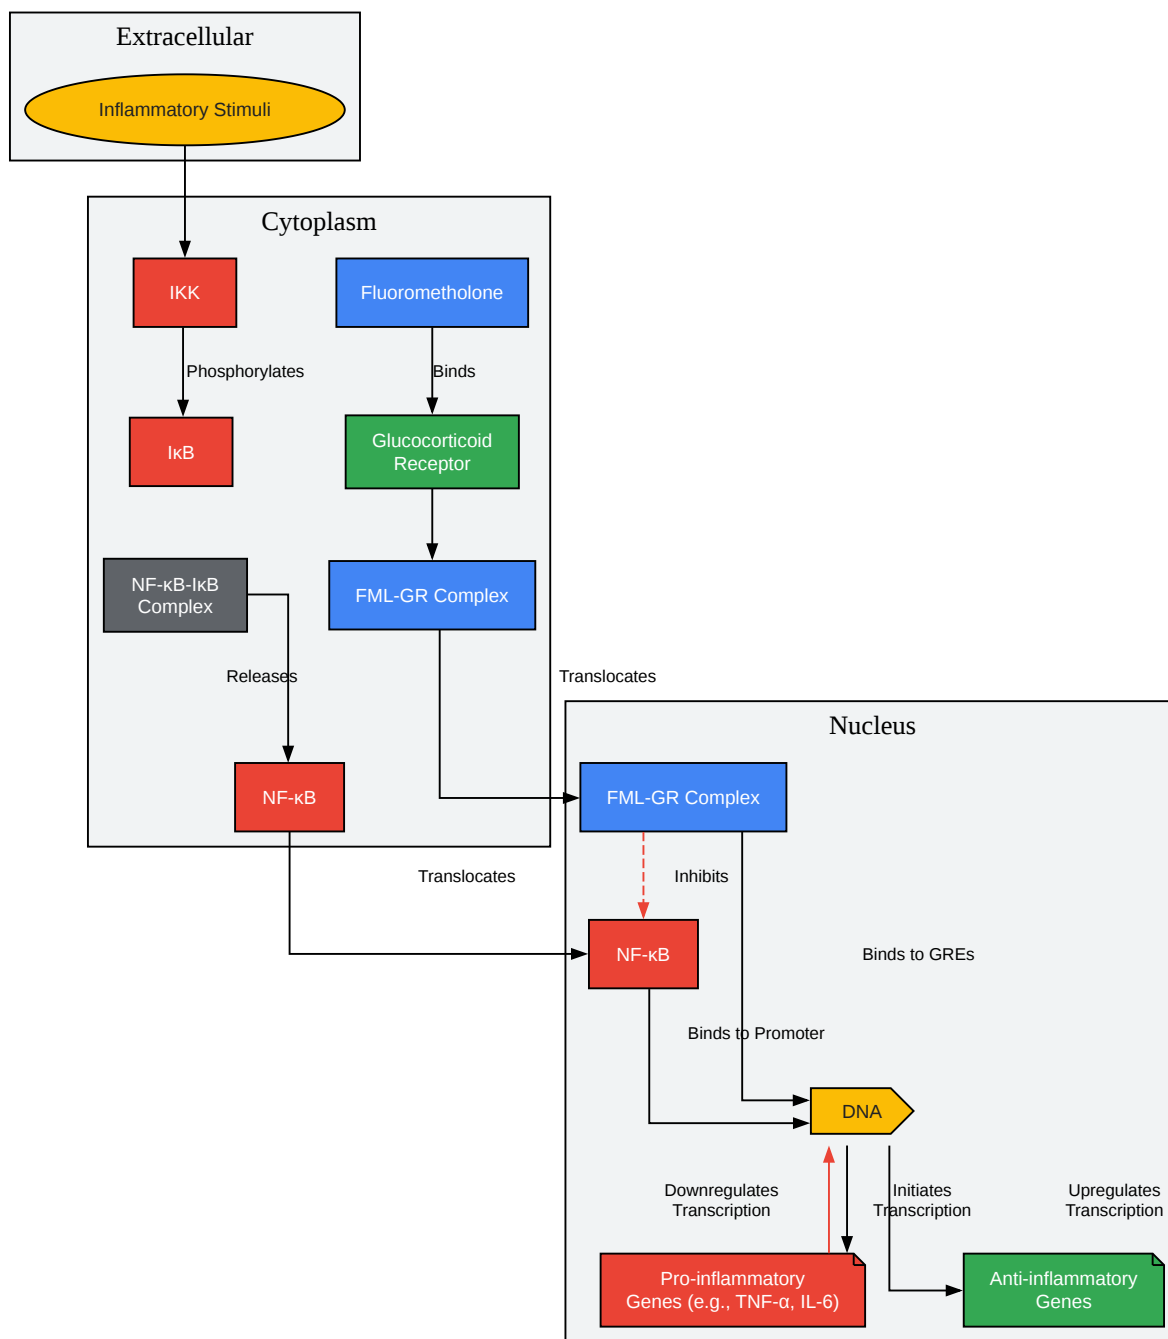 Extracellular
Inflammatory Stimuli
Cytoplasm
IKK
Fluorometholone
Phosphorylates
Binds
IκB
Glucocorticoid
Receptor
NF-κB-IκB
Complex
FML-GR Complex
Releases
Translocates
Nucleus
NF-κB
FML-GR Complex
Translocates
Inhibits
NF-κB
Binds to GREs
Binds to Promoter
DNA
Downregulates
Transcription
Initiates
Transcription
Upregulates
Transcription
Pro-inflammatory
Genes (e.g., TNF-α, IL-6)
Anti-inflammatory
Genes